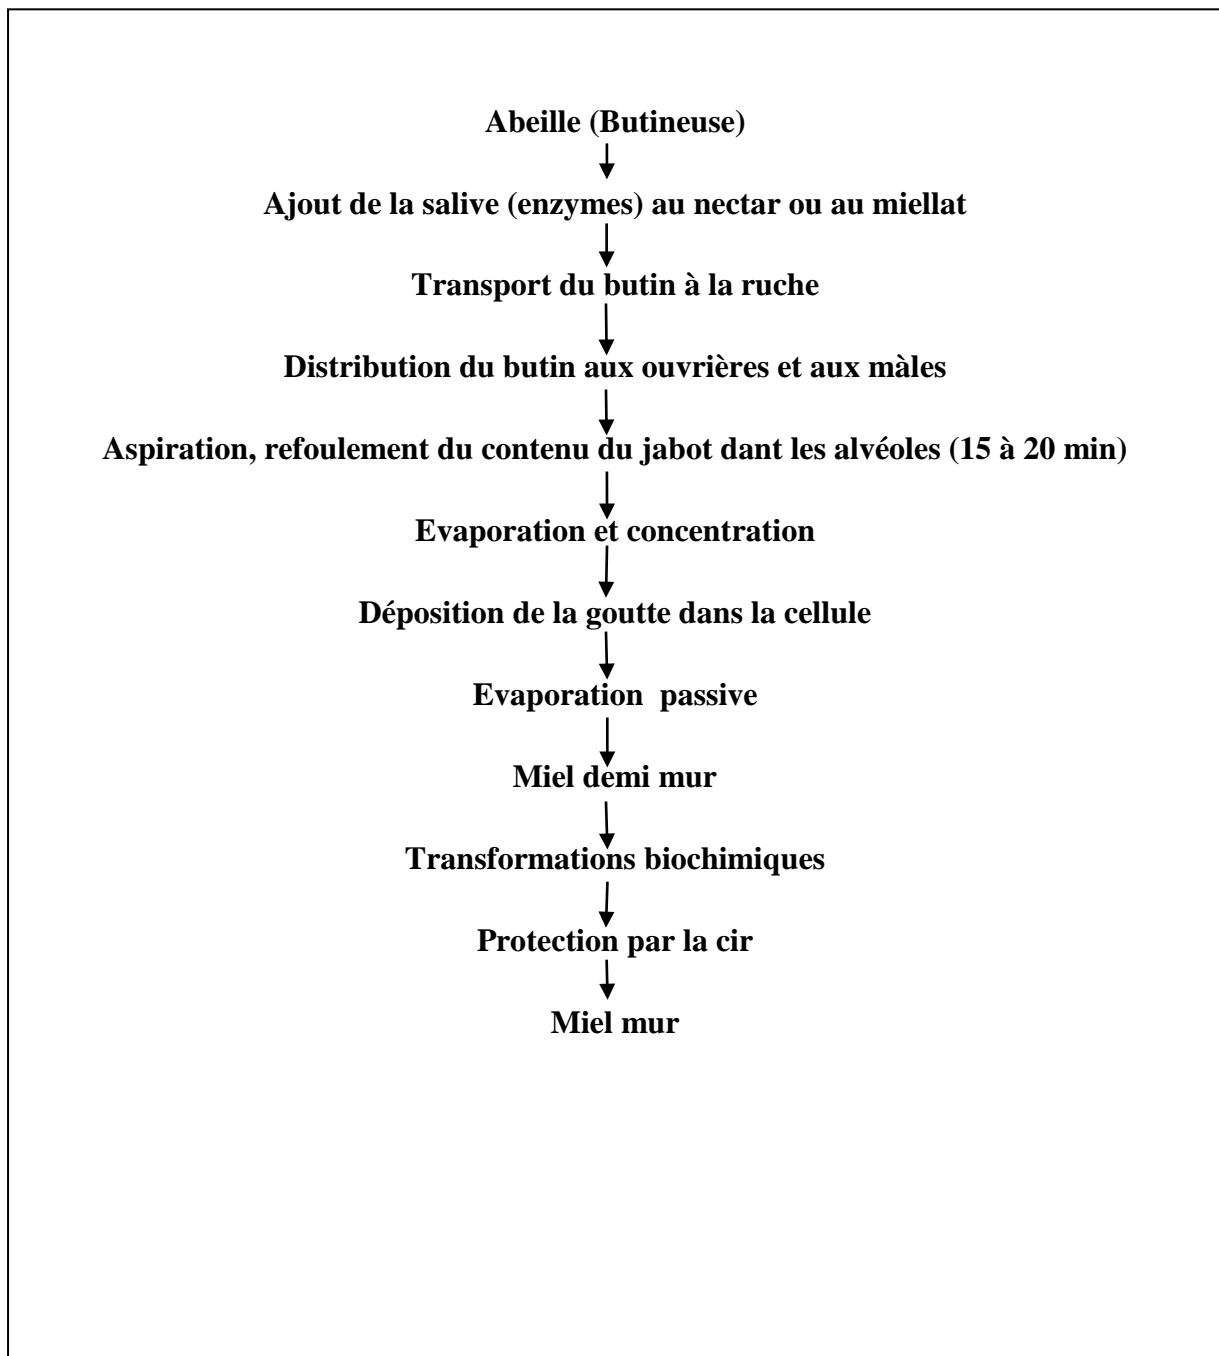 Abeille (Butineuse)
Ajout de la salive (enzymes) au nectar ou au miellat
Transport du butin à la ruche
Distribution du butin aux ouvrières et aux màles
Aspiration, refoulement du contenu du jabot dant les alvéoles (15 à 20 min)
Evaporation et concentration
Déposition de la goutte dans la cellule
Evaporation  passive
Miel demi mur
Transformations biochimiques
Protection par la cir
Miel mur